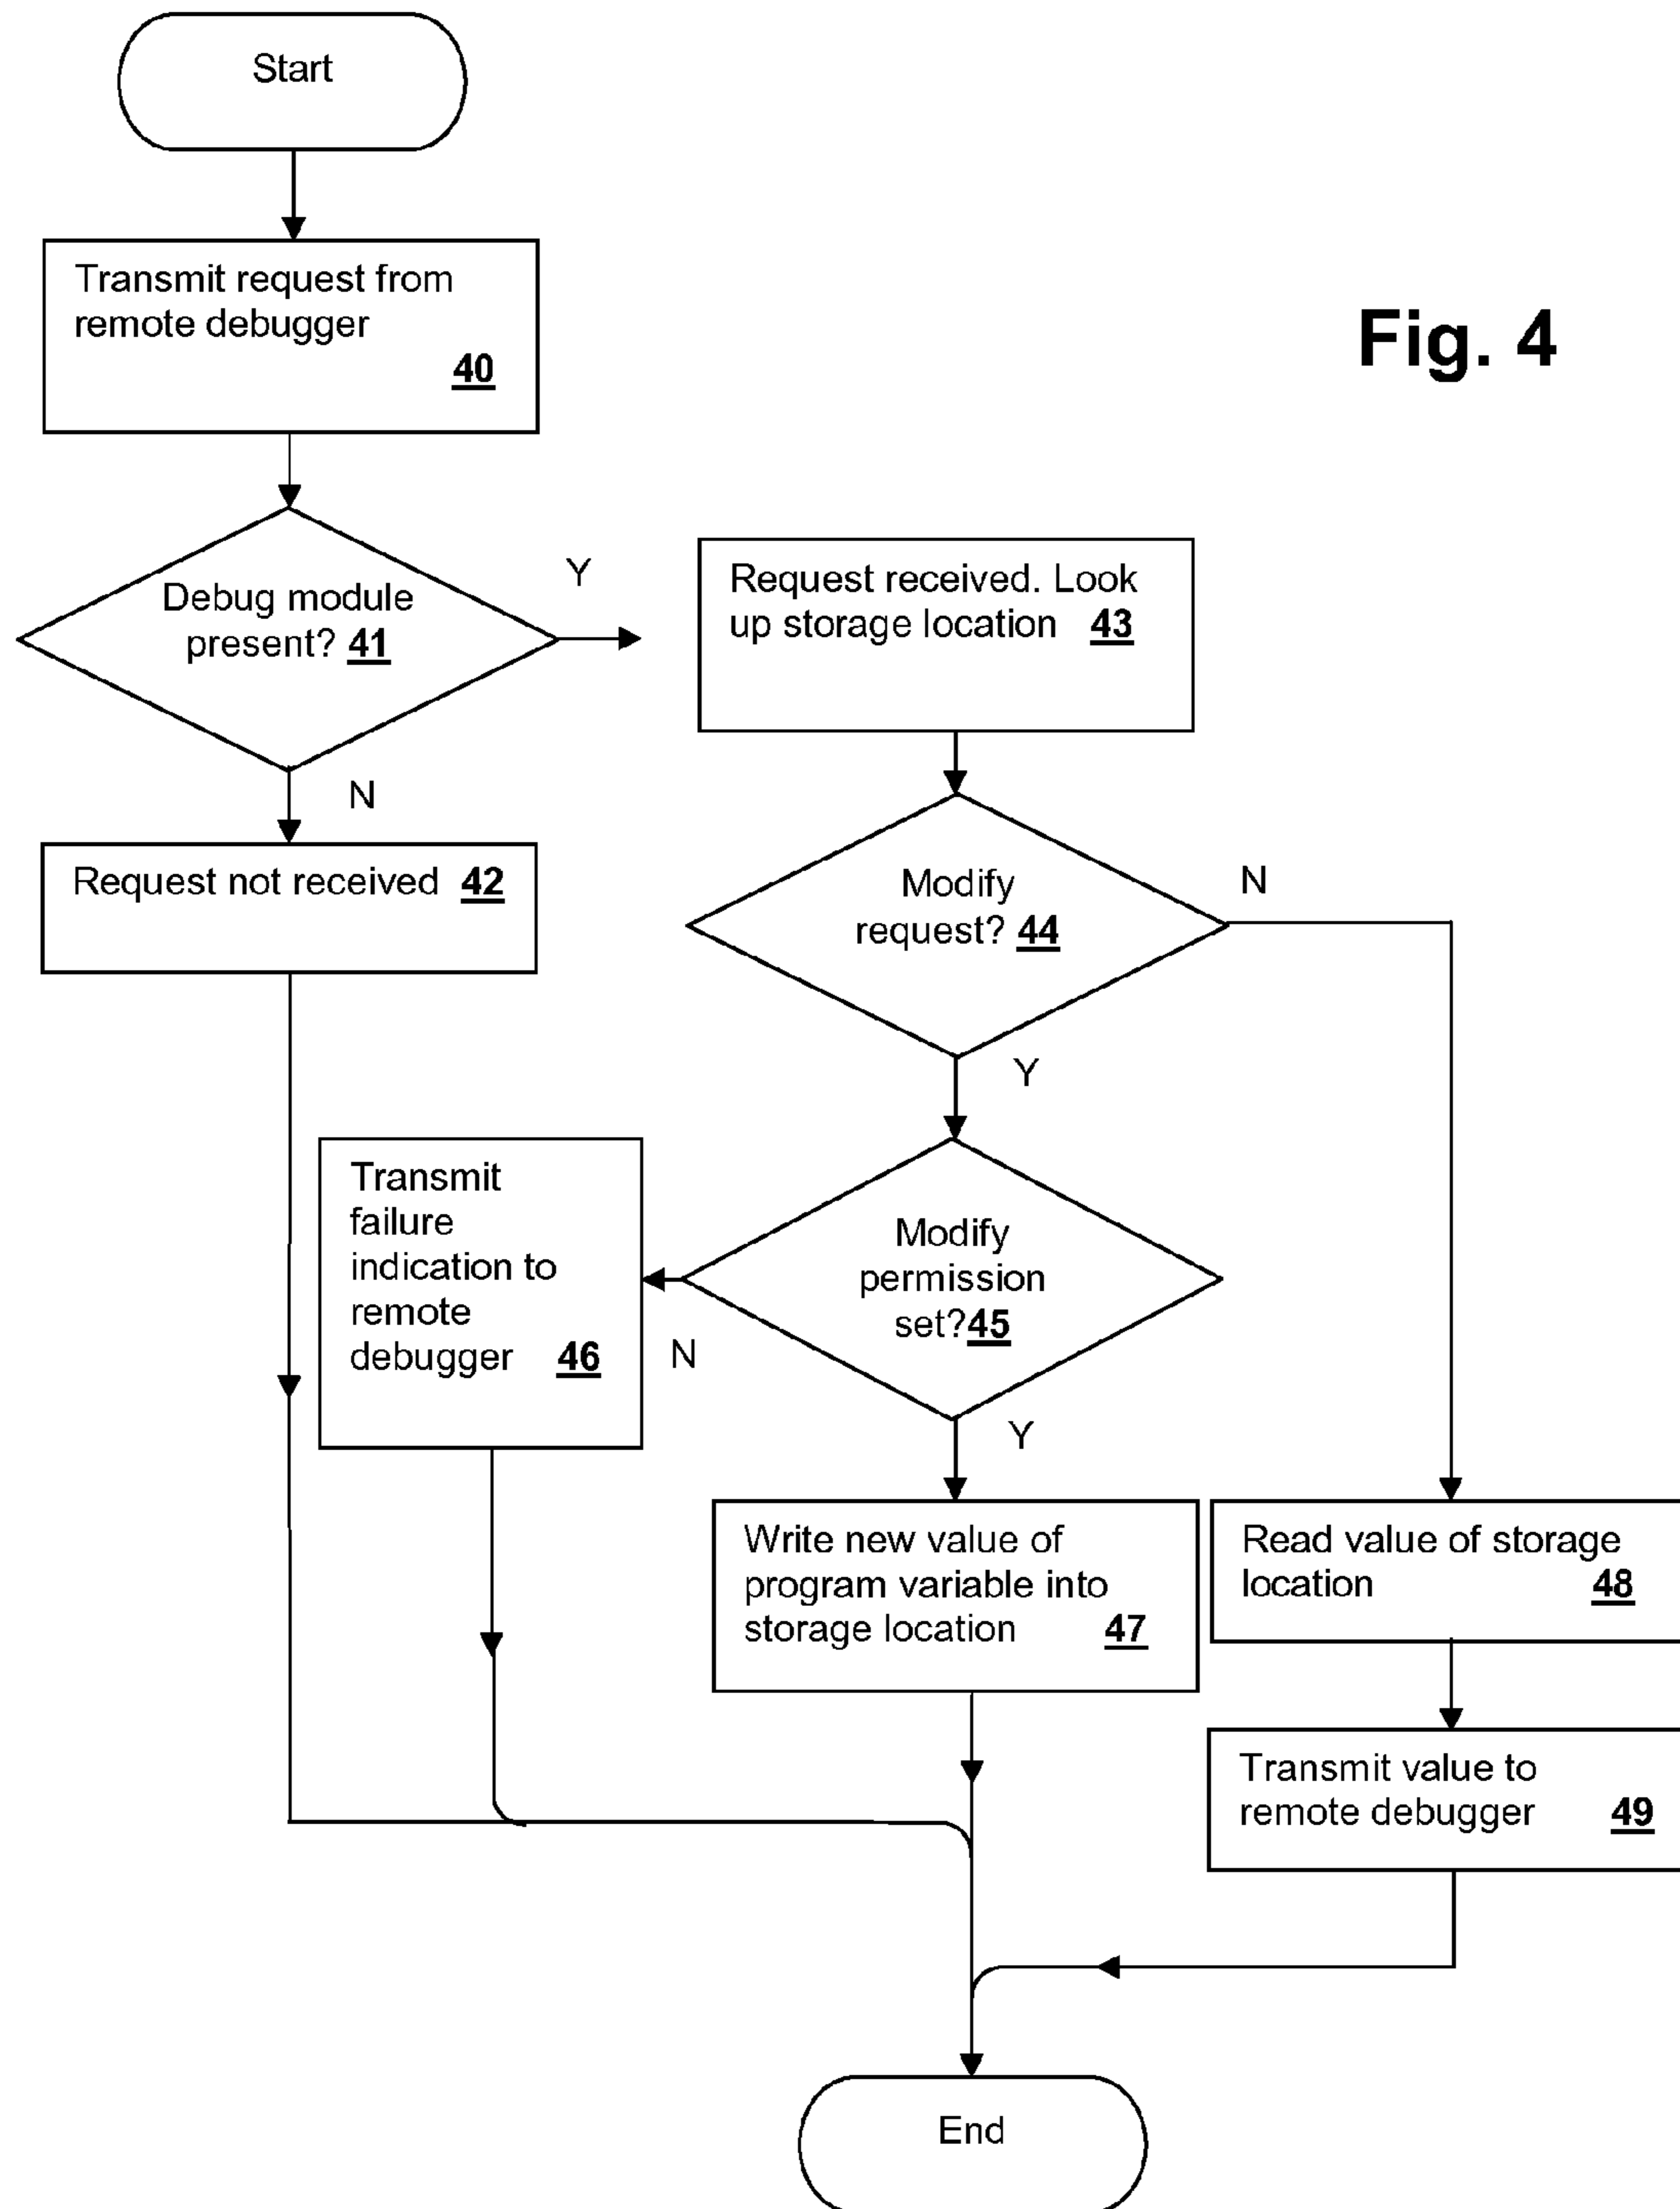 Start
Transmit request from
remote debugger
40
Fig. 4
Debug module
present? 41
Y
N
Request not received 42
Request received. Look
up storage location 43
Modify
request? 44
N
Y
Modify
permission
set?45
N
Y
Transmit
failure
indication to
remote
debugger 46
Write new value of
program variable into
storage location 47
Read value of storage
location 48
Transmit value to
remote debugger 49
End